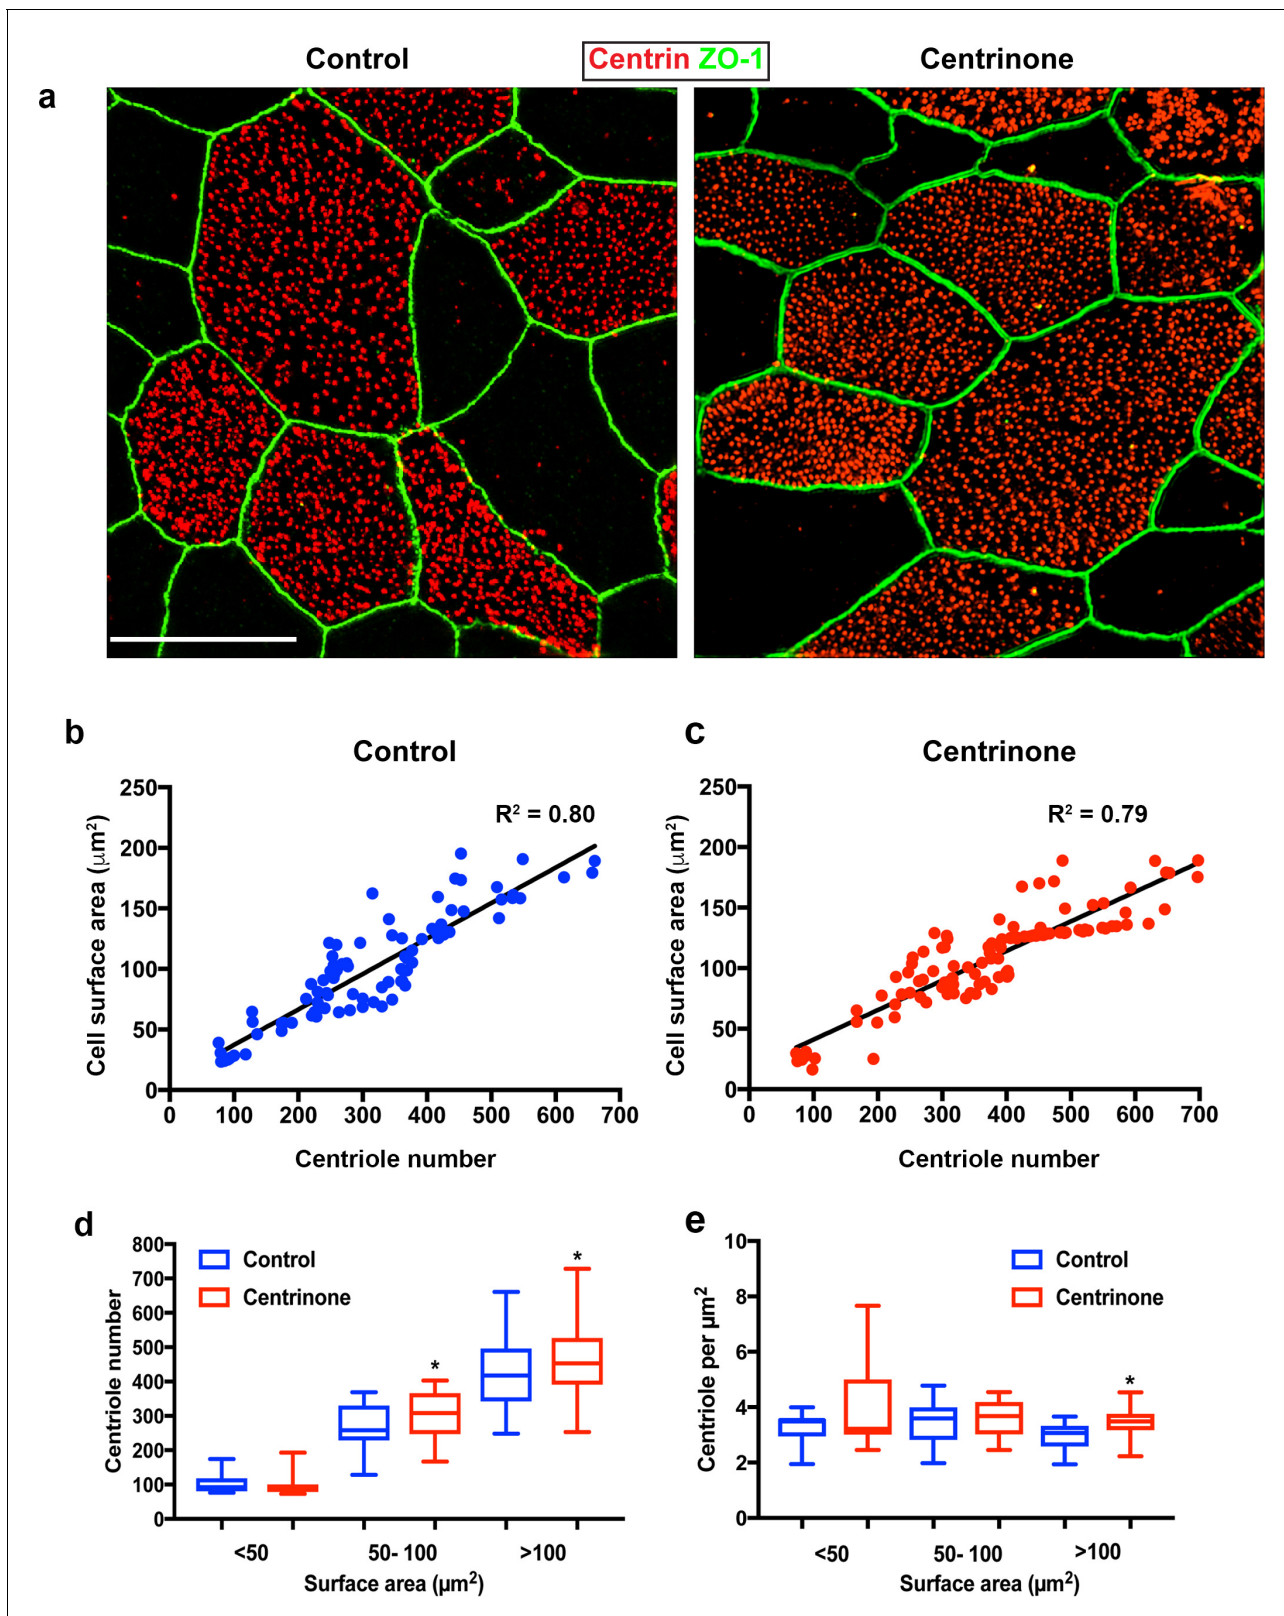 Control
Centrin ZO-1
Centrinone
a
b
Control
R² = 0.80
Cell surface area (μm²)
250
200
150
100
50
0
0 100 200 300 400 500 600 700
Centriole number
c
Centrinone
R² = 0.79
Cell surface area (μm²)
250
200
150
100
50
0
0 100 200 300 400 500 600 700
Centriole number
d
Control
Centrinone
Centriole number
800
700
600
500
400
300
200
100
0
* *
<50 50- 100 >100
Surface area (μm²)
e
Control
Centrinone
Centriole per μm²
10
8
6
4
2
0
*
<50 50- 100 >100
Surface area (μm²)